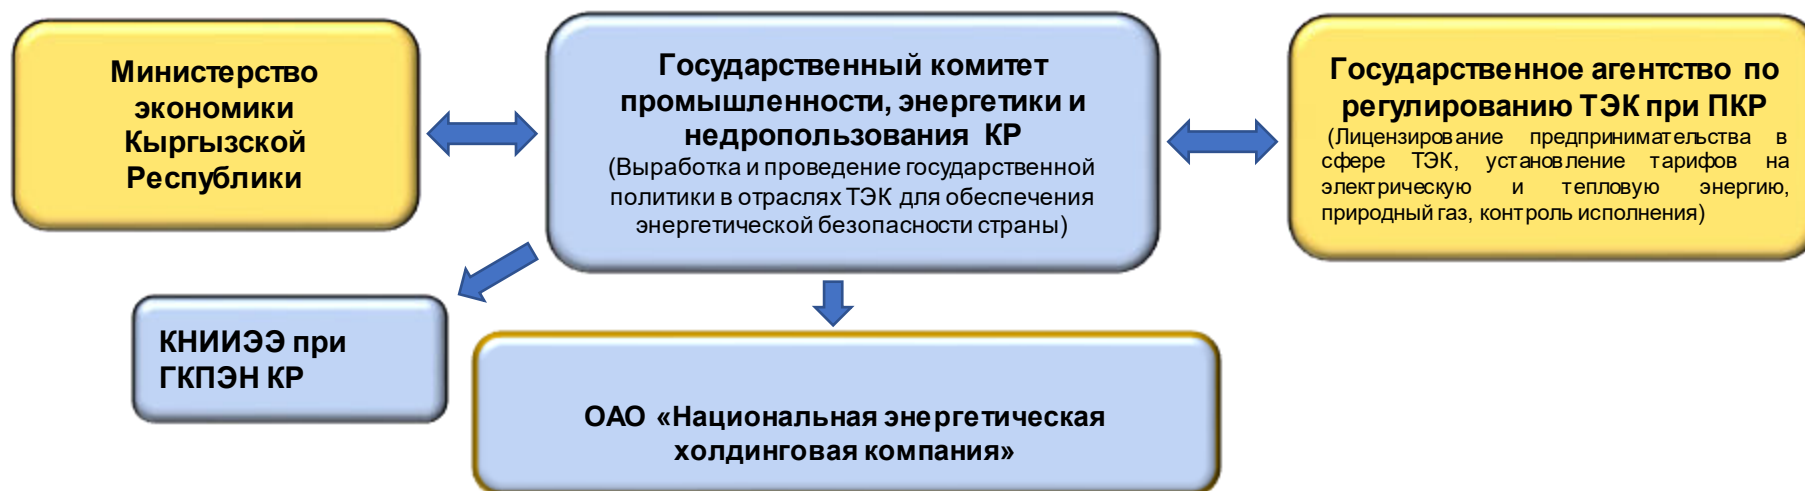 Министерство
экономики
Кыргызской
Республики
Государственный комитет
промышленности, энергетики и
недропользования КР
(Выработка и проведение государственной
политики в отраслях ТЭК для обеспечения
энергетической безопасности страны)
Государственное агентство по
регулированию ТЭК при ПКР
(Лицензирование предпринимательства в
сфере ТЭК, установление тарифов на
электрическую и тепловую энергию,
природный газ, контроль исполнения)
КНИИЭЭ при
ГКПЭН КР
ОАО «Национальная энергетическая
холдинговая компания»